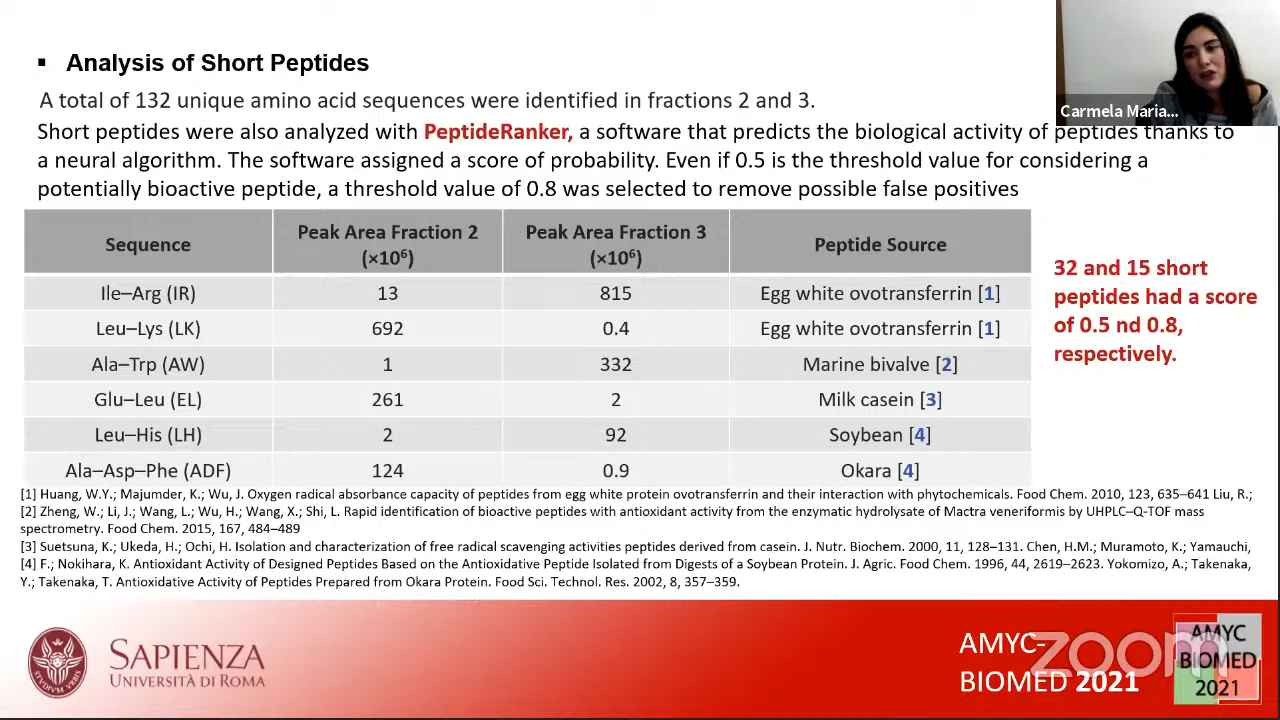 ▪ Analysis of Short Peptides
Carmela Maria...
A total of 132 unique amino acid sequences were identified in fractions 2 and 3.
Short peptides were also analyzed with PeptideRanker, a software that predicts the biological activity of peptides thanks to
a neural algorithm. The software assigned a score of probability. Even if 0.5 is the threshold value for considering a
potentially bioactive peptide, a threshold value of 0.8 was selected to remove possible false positives
Sequence Peak Area Fraction 2 (×10⁶) Peak Area Fraction 3 (×10⁶) Peptide Source
Ile–Arg (IR) 13 815 Egg white ovotransferrin [1]
Leu–Lys (LK) 692 0.4 Egg white ovotransferrin [1]
Ala–Trp (AW) 1 332 Marine bivalve [2]
Glu–Leu (EL) 261 2 Milk casein [3]
Leu–His (LH) 2 92 Soybean [4]
Ala–Asp–Phe (ADF) 124 0.9 Okara [4]
32 and 15 short
peptides had a score
of 0.5 nd 0.8,
respectively.
[1] Huang, W.Y.; Majumder, K.; Wu, J. Oxygen radical absorbance capacity of peptides from egg white protein ovotransferrin and their interaction with phytochemicals. Food Chem. 2010, 123, 635–641 Liu, R.;
[2] Zheng, W.; Li, J.; Wang, L.; Wu, H.; Wang, X.; Shi, L. Rapid identification of bioactive peptides with antioxidant activity from the enzymatic hydrolysate of Mactra veneriformis by UHPLC–Q-TOF mass
spectrometry. Food Chem. 2015, 167, 484–489
[3] Suetsuna, K.; Ukeda, H.; Ochi, H. Isolation and characterization of free radical scavenging activities peptides derived from casein. J. Nutr. Biochem. 2000, 11, 128–131. Chen, H.M.; Muramoto, K.; Yamauchi,
[4] F.; Nokihara, K. Antioxidant Activity of Designed Peptides Based on the Antioxidative Peptide Isolated from Digests of a Soybean Protein. J. Agric. Food Chem. 1996, 44, 2619–2623. Yokomizo, A.; Takenaka,
Y.; Takenaka, T. Antioxidative Activity of Peptides Prepared from Okara Protein. Food Sci. Technol. Res. 2002, 8, 357–359.
STUDIUM URBIS
SAPIENZA
UNIVERSITÀ DI ROMA
AMYC-
BIOMED 2021
zoom
AMYC
BIOMED
2021